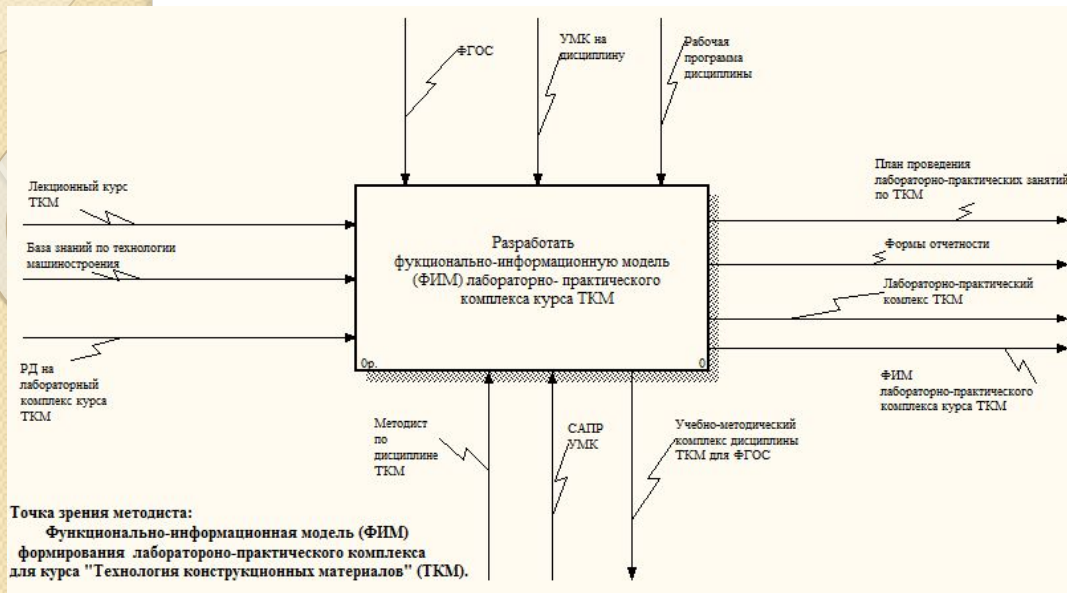 ФГОС
УМК на
дисциплину
Рабочая
программа
дисциплины
Лекционный курс
ТКМ
База знаний по технологии
машиностроения
РД на
лабораторный
комплекс курса
ТКМ
Разработать
фукционально-информационную модель
(ФИМ) лабораторно- практического
комплекса курса ТКМ
0р.
0
План проведения
лабораторно-практических занятий
по ТКМ
Формы отчетности
Лабораторно-практический
комлекс ТКМ
ФИМ
лабораторно-практического
комплекса курса ТКМ
Методист
по
дисциплине
ТКМ
САПР
УМК
Учебно-методический
комплекс дисциплины
ТКМ для ФГОС
Точка зрения методиста:
Функционально-информационная модель (ФИМ)
формирования лаборатороно-практического комплекса
для курса "Технология конструкционных материалов" (ТКМ).